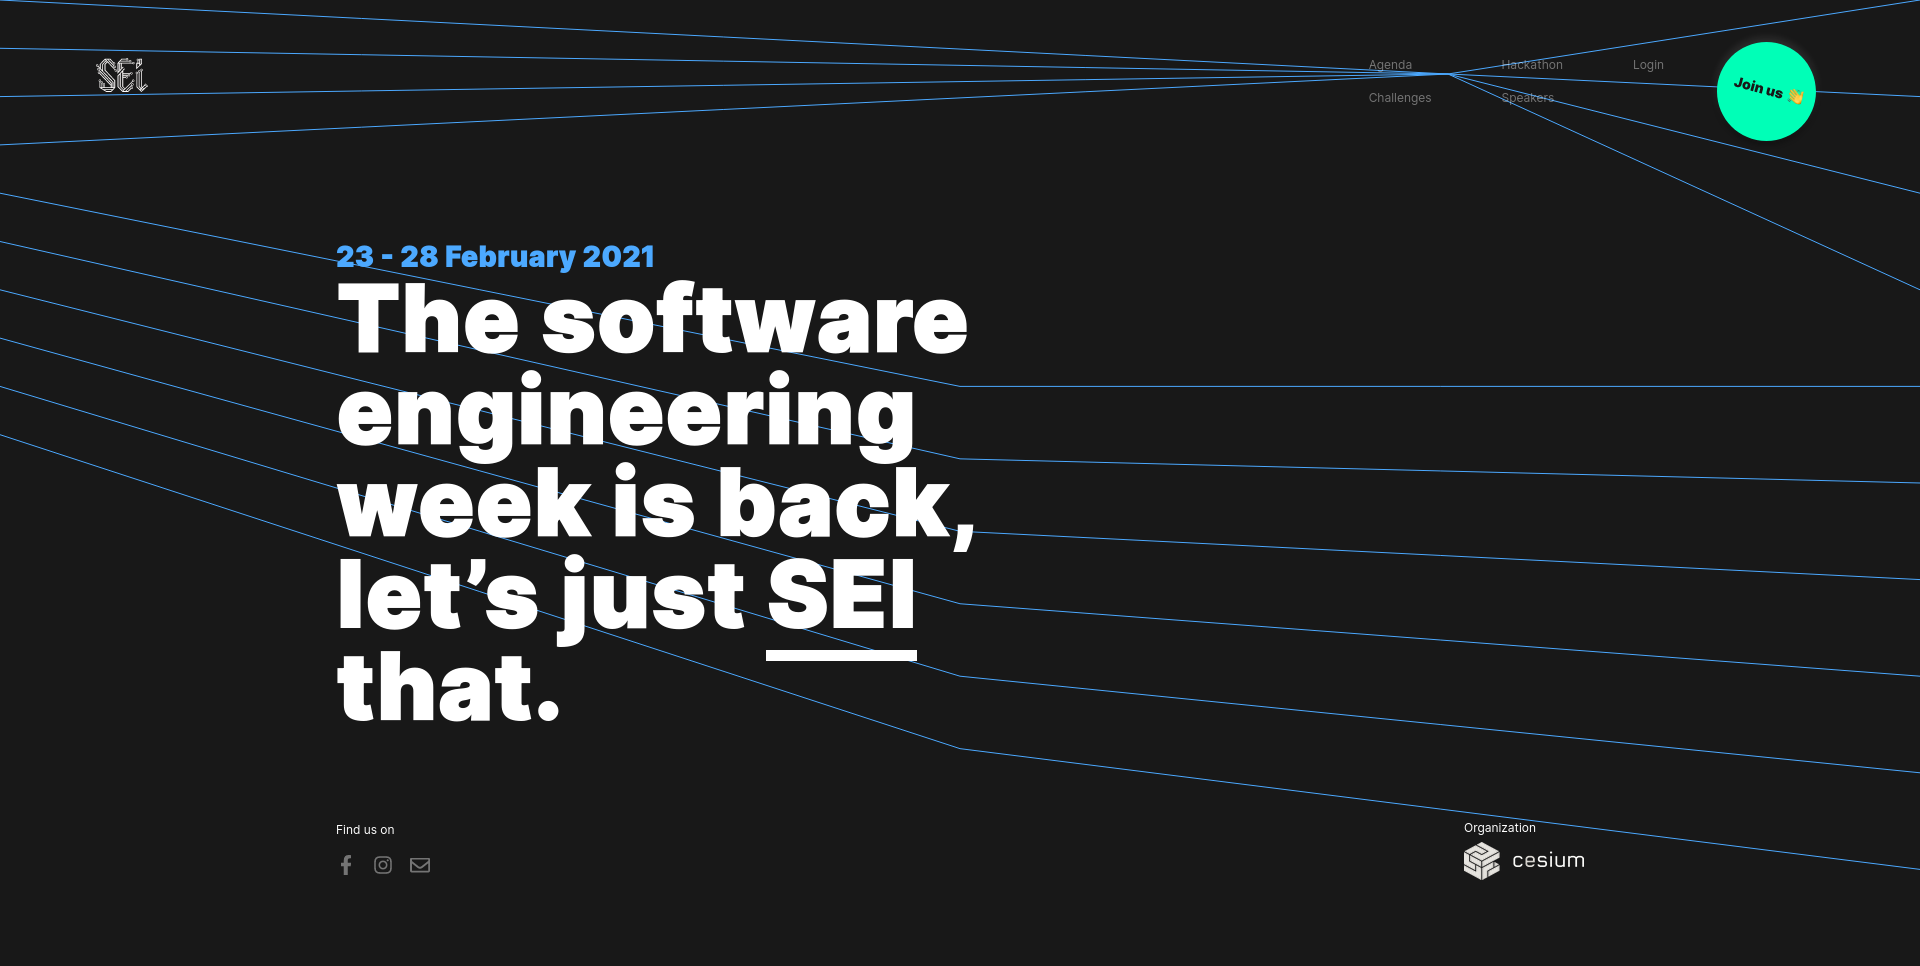 SEi
Agenda
Hackathon
Login
Challenges
Speakers
Join us 👋
23 - 28 February 2021
The software
engineering
week is back,
let’s just SEI
that.
Find us on
Organization
cesium